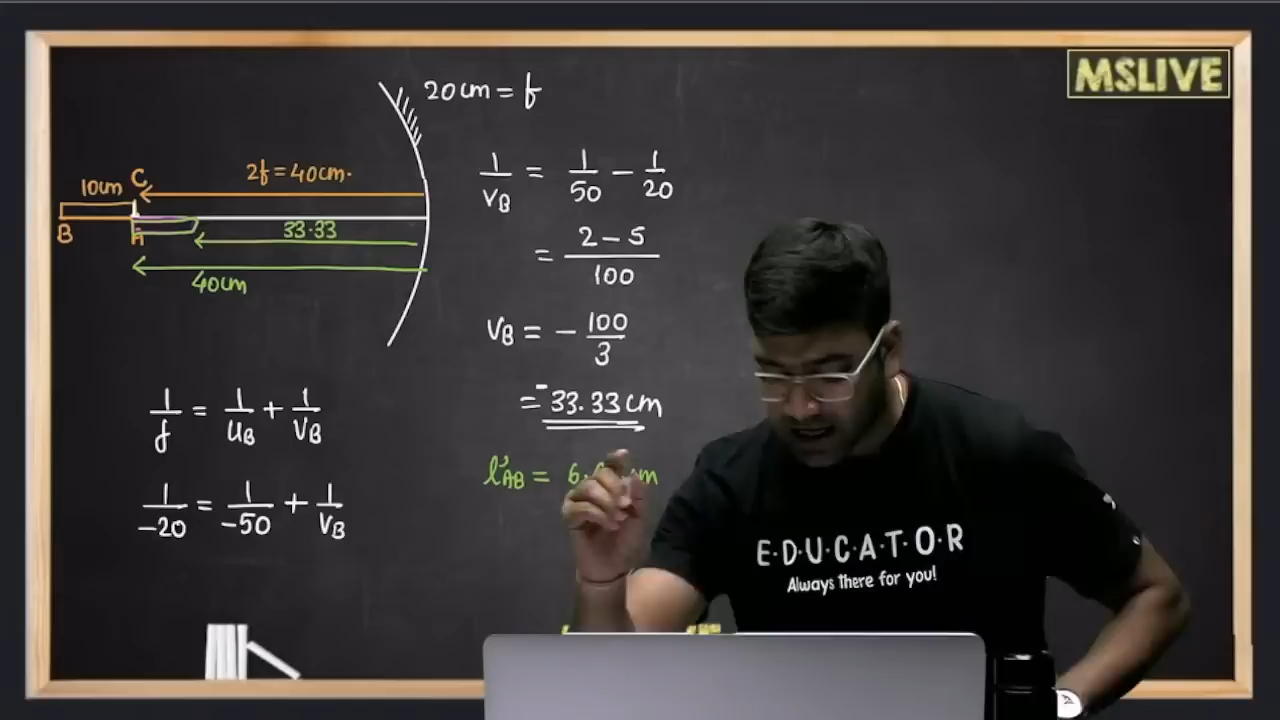 MSLIVE
20cm = f
2f = 40cm.
10cm
C
B
A
33.33
40cm
1/V_B = 1/50 - 1/20
= (2 - 5)/100
V_B = - 100/3
= -33.33 cm
1/f = 1/u_B + 1/V_B
1/-20 = 1/-50 + 1/V_B
l'_AB =
E·D·U·C·A·T·O·R
Always there for you!